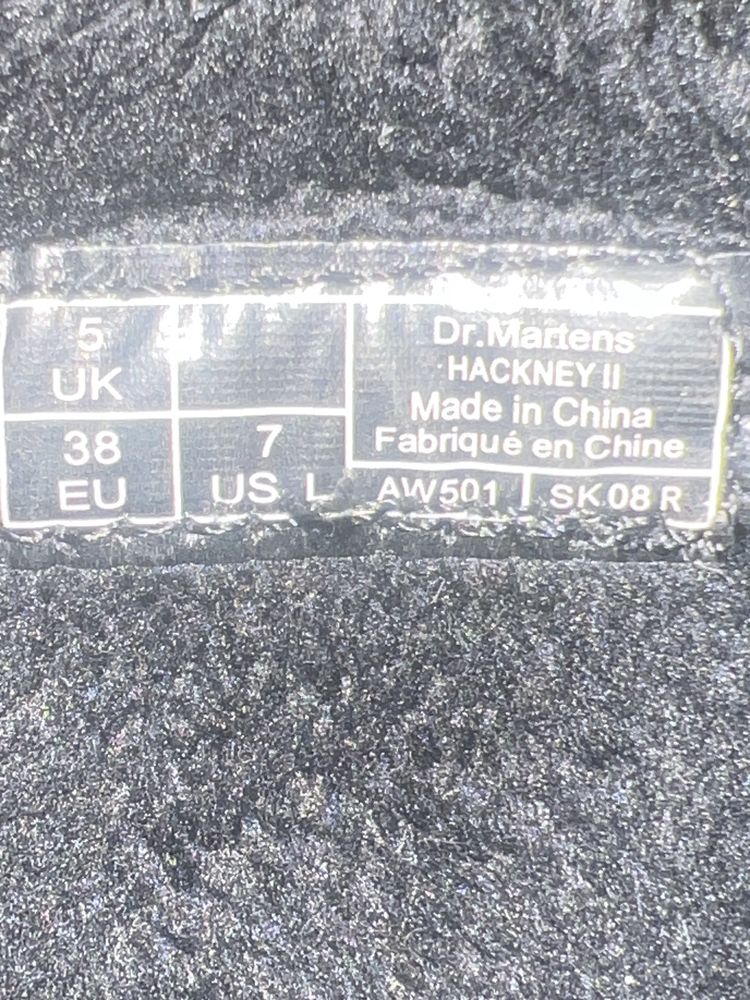 5
UK
38
EU
7
US L
Dr.Martens
HACKNEY II
Made in China
Fabriqué en Chine
AW501 SK08 R